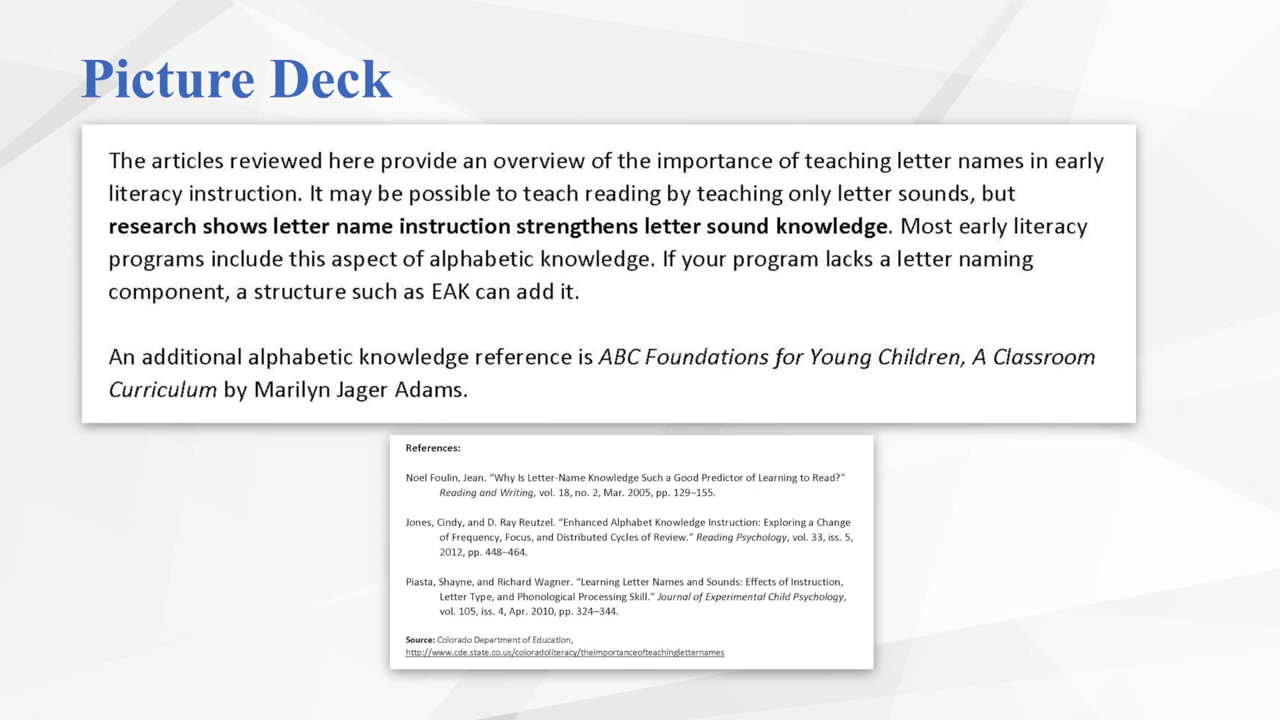 Picture Deck
The articles reviewed here provide an overview of the importance of teaching letter names in early
literacy instruction. It may be possible to teach reading by teaching only letter sounds, but
research shows letter name instruction strengthens letter sound knowledge. Most early literacy
programs include this aspect of alphabetic knowledge. If your program lacks a letter naming
component, a structure such as EAK can add it.
An additional alphabetic knowledge reference is ABC Foundations for Young Children, A Classroom
Curriculum by Marilyn Jager Adams.
References:
Noel Foulin, Jean. “Why Is Letter-Name Knowledge Such a Good Predictor of Learning to Read?”
Reading and Writing, vol. 18, no. 2, Mar. 2005, pp. 129–155.
Jones, Cindy, and D. Ray Reutzel. “Enhanced Alphabet Knowledge Instruction: Exploring a Change
of Frequency, Focus, and Distributed Cycles of Review.” Reading Psychology, vol. 33, iss. 5,
2012, pp. 448–464.
Piasta, Shayne, and Richard Wagner. “Learning Letter Names and Sounds: Effects of Instruction,
Letter Type, and Phonological Processing Skill.” Journal of Experimental Child Psychology,
vol. 105, iss. 4, Apr. 2010, pp. 324–344.
Source: Colorado Department of Education,
http://www.cde.state.co.us/coloradoliteracy/theimportanceofteachingletternames